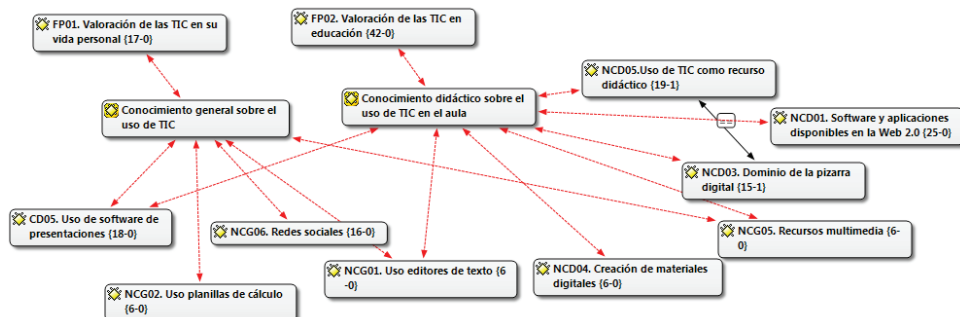 FP01. Valoración de las TIC en su
vida personal {17-0}
FP02. Valoración de las TIC en
educación {42-0}
NCD05.Uso de TIC como recurso
didáctico {19-1}
Conocimiento general sobre el
uso de TIC
Conocimiento didáctico sobre el
uso de TIC en el aula
NCD01. Software y aplicaciones
disponibles en la Web 2.0 {25-0}
NCD03. Dominio de la pizarra
digital {15-1}
CD05. Uso de software de
presentaciones {18-0}
NCG06. Redes sociales {16-0}
NCG05. Recursos multimedia {6-
0}
NCG01. Uso editores de texto {6
-0}
NCD04. Creación de materiales
digitales {6-0}
NCG02. Uso planillas de cálculo
{6-0}